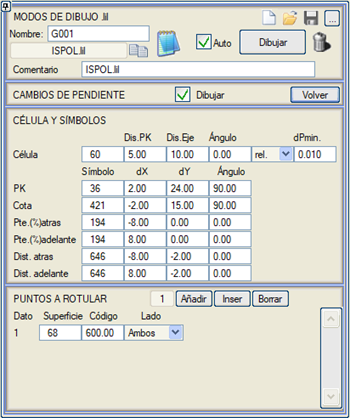 MODOS DE DIBUJO .lil
Nombre: G001
ISPOL.lil
Auto
Dibujar
...
Comentario ISPOL.lil
CAMBIOS DE PENDIENTE Dibujar Volver
CÉLULA Y SÍMBOLOS
Dis.PK Dis.Eje Ángulo dPmin.
Célula 60 5.00 10.00 0.00 rel. 0.010
Símbolo dX dY Ángulo
PK 36 2.00 24.00 90.00
Cota 421 -2.00 15.00 90.00
Pte.(%)atras 194 -8.00 0.00 0.00
Pte.(%)adelante 194 8.00 0.00 0.00
Dist. atras 646 -8.00 -2.00 0.00
Dist. adelante 646 8.00 -2.00 0.00
PUNTOS A ROTULAR 1 Añadir Inser Borrar
Dato Superficie Código Lado
1 68 600.00 Ambos